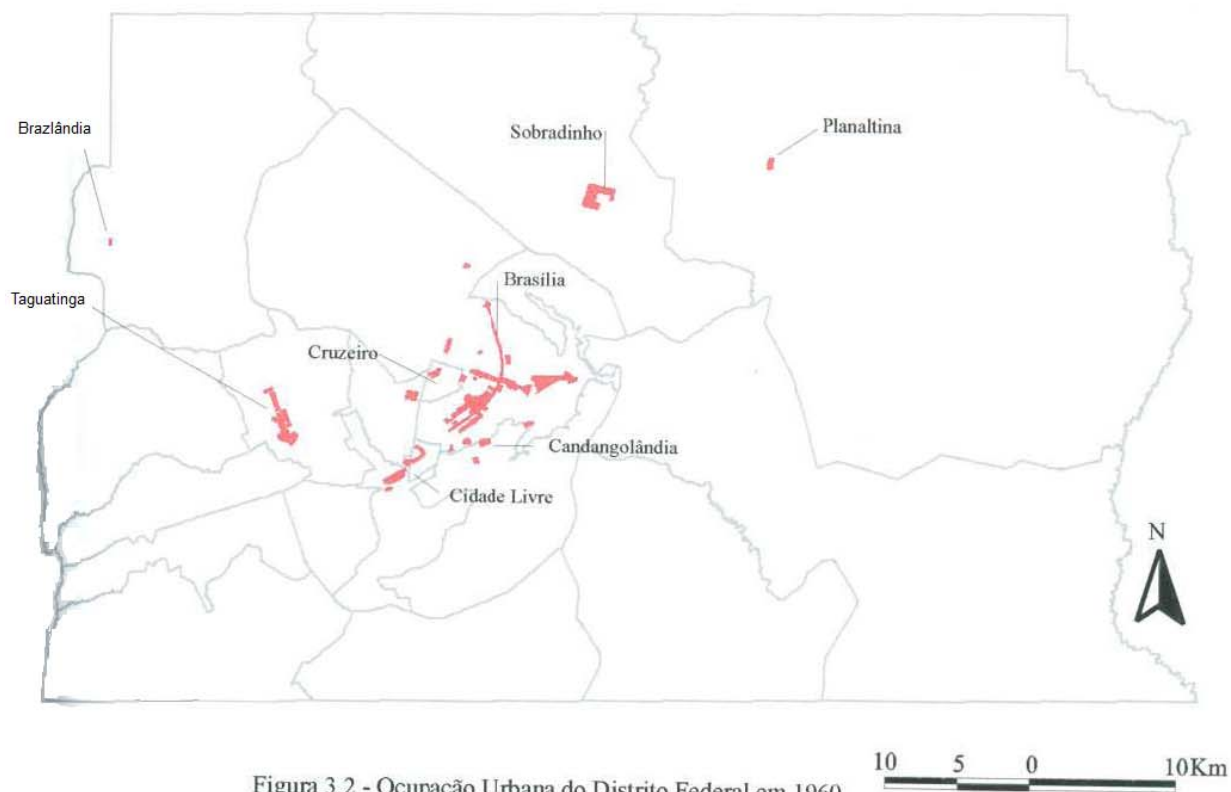 Brazlândia
Sobradinho
Planaltina
Taguatinga
Brasília
Cruzeiro
Candangolândia
Cidade Livre
N
10 5 0 10Km
Figura 3.2 - Ocupação Urbana do Distrito Federal em 1960